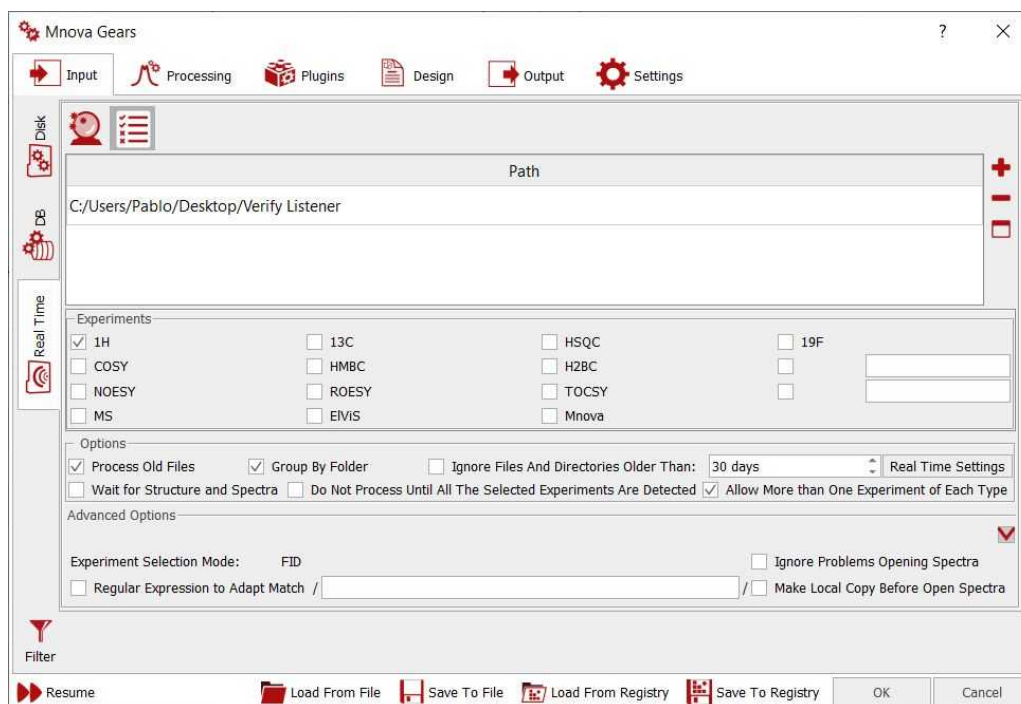 Mnova Gears ?
Input Processing Plugins Design Output Settings
Disk
DB
Real Time
Path
C:/Users/Pablo/Desktop/Verify Listener
Experiments
1H 13C HSQC 19F
COSY HMBC H2BC
NOESY ROESY TOCSY
MS ElViS Mnova
Options
Process Old Files Group By Folder Ignore Files And Directories Older Than: 30 days Real Time Settings
Wait for Structure and Spectra Do Not Process Until All The Selected Experiments Are Detected Allow More than One Experiment of Each Type
Advanced Options
Experiment Selection Mode: FID Ignore Problems Opening Spectra
Regular Expression to Adapt Match / / Make Local Copy Before Open Spectra
Filter
Resume Load From File Save To File Load From Registry Save To Registry OK Cancel